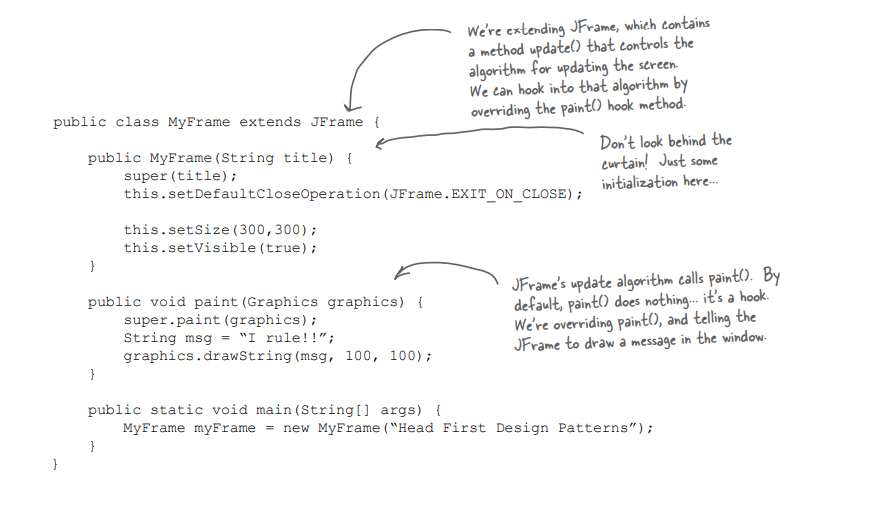 We're extending JFrame, which contains
a method update() that controls the
algorithm for updating the screen.
We can hook into that algorithm by
overriding the paint() hook method.
public class MyFrame extends JFrame {
Don't look behind the
curtain! Just some
initialization here...
public MyFrame(String title) {
super(title);
this.setDefaultCloseOperation(JFrame.EXIT_ON_CLOSE);
this.setSize(300,300);
this.setVisible(true);
}
JFrame's update algorithm calls paint(). By
default, paint() does nothing... it's a hook.
We're overriding paint(), and telling the
JFrame to draw a message in the window.
public void paint(Graphics graphics) {
super.paint(graphics);
String msg = “I rule!!”;
graphics.drawString(msg, 100, 100);
}
public static void main(String[] args) {
MyFrame myFrame = new MyFrame(“Head First Design Patterns”);
}
}